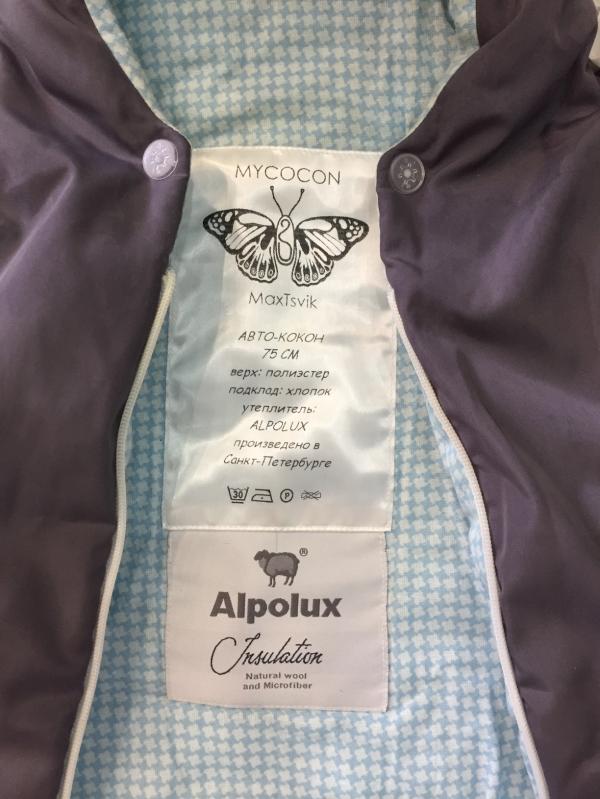 MYCOCON
MaxTsvik
АВТО-КОКОН
75 СМ
верх: полиэстер
подклад: хлопок
утеплитель:
ALPOLUX
произведено в
Санкт-Петербурге
30 P
®
Alpolux
Insulation
Natural wool
and Microfiber